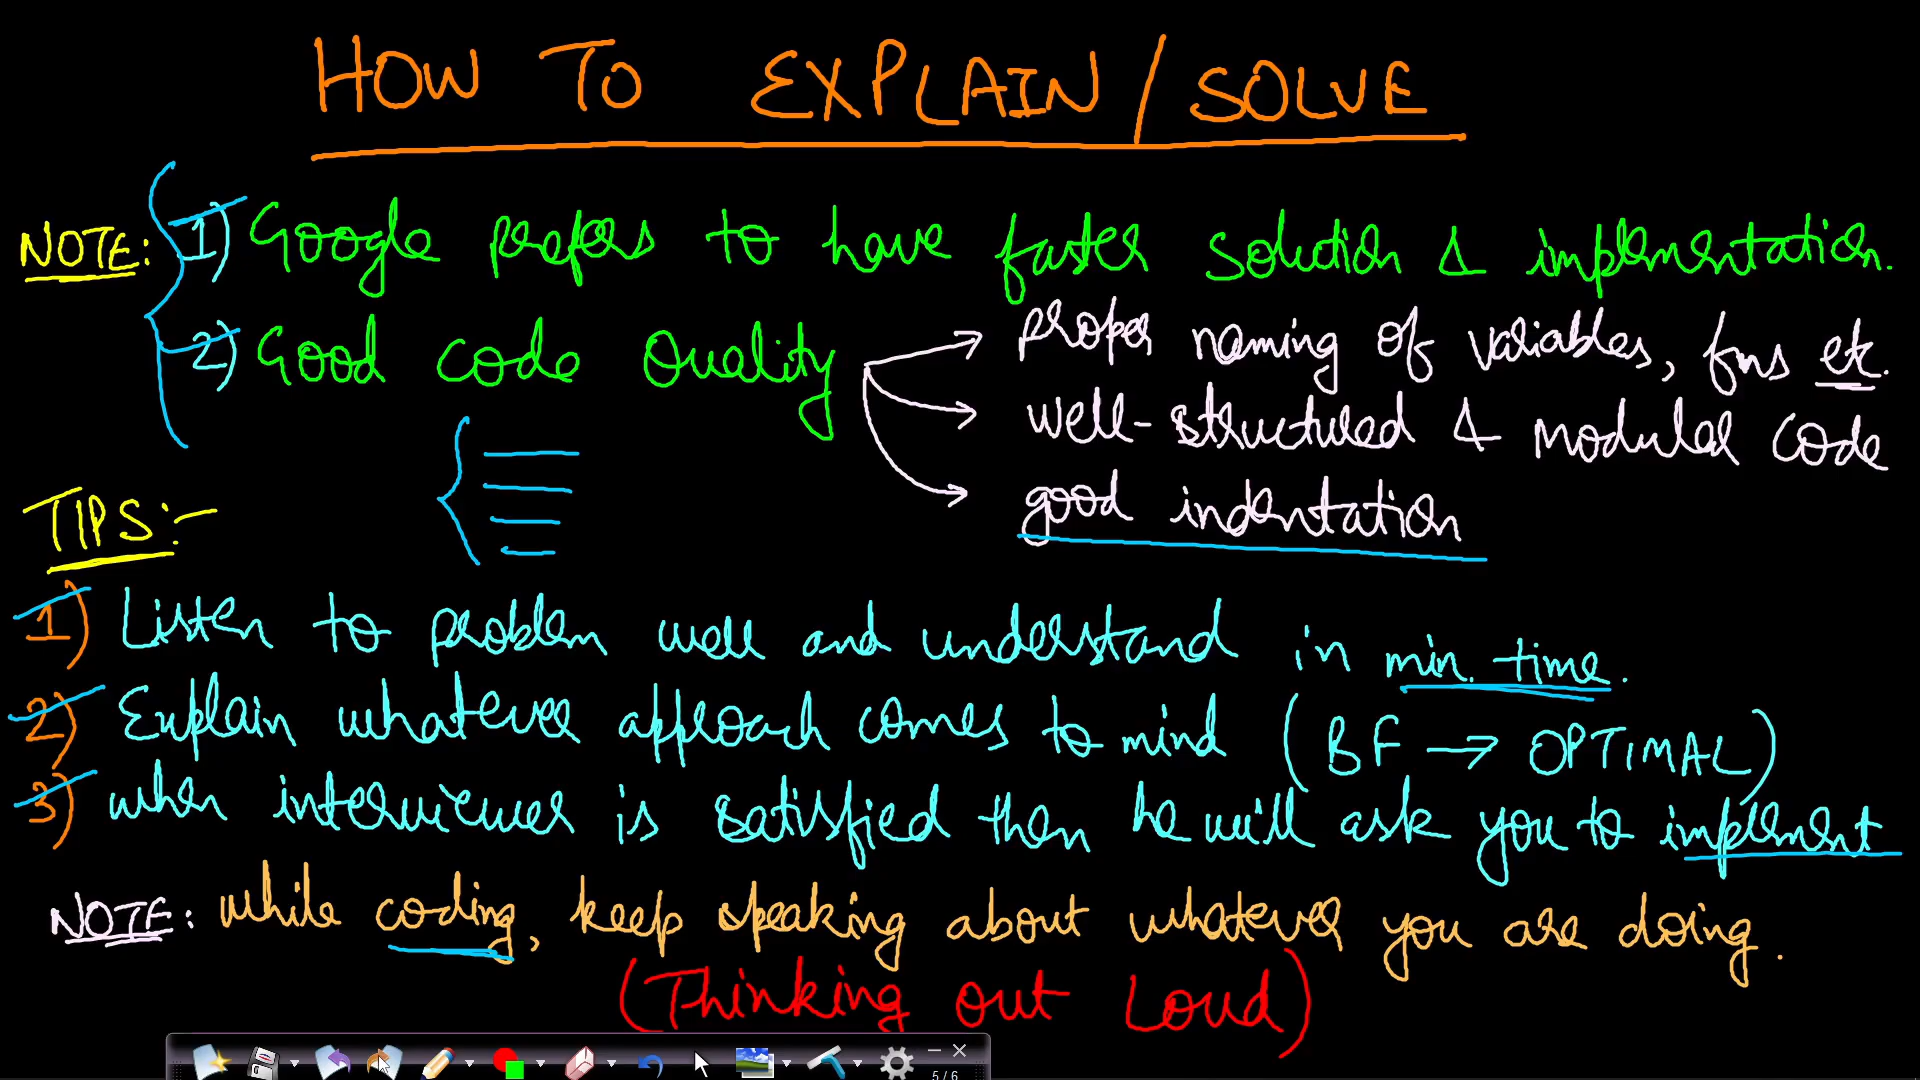 HOW TO EXPLAIN/SOLVE
NOTE: 1) Google prefers to have faster solution & implementation.
2) Good code Quality → proper naming of variables, fns etc.
→ well-structured & modular code
→ good indentation
TIPS:-
1) Listen to problem well and understand in min. time.
2) Explain whatever approach comes to mind (BF → OPTIMAL)
3) when interviewer is satisfied then he will ask you to implement
NOTE: while coding, keep speaking about whatever you are doing.
(Thinking out Loud)
5/6